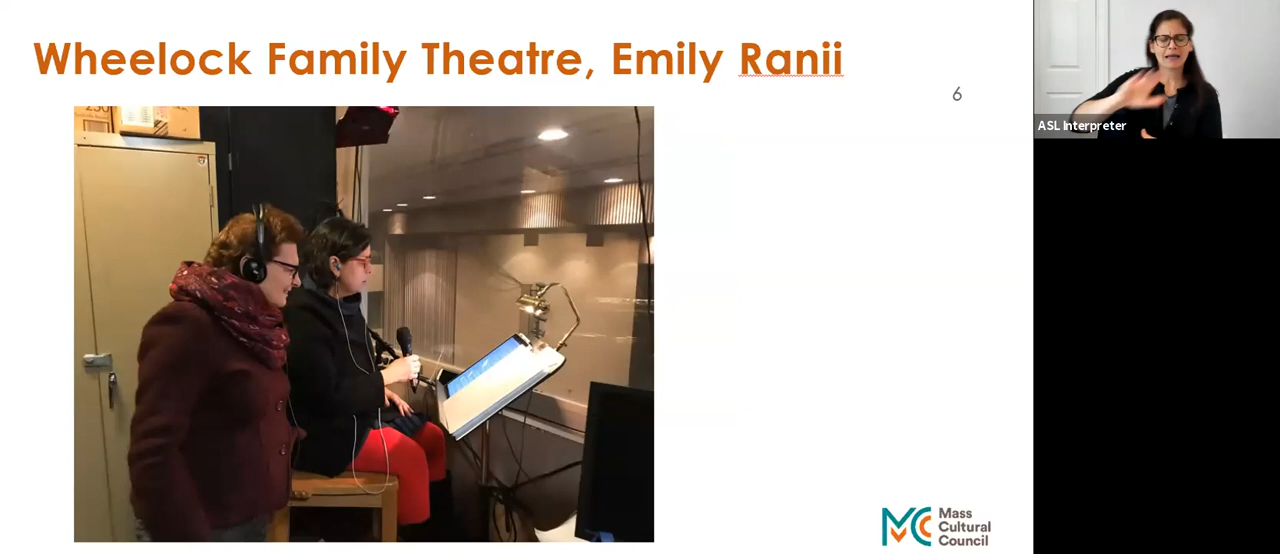 Wheelock Family Theatre, Emily Ranii
6
ASL Interpreter
Mass
Cultural
Council